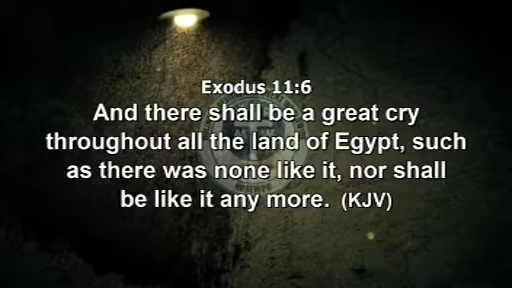 Exodus 11:6
And there shall be a great cry
throughout all the land of Egypt, such
as there was none like it, nor shall
be like it any more. (KJV)